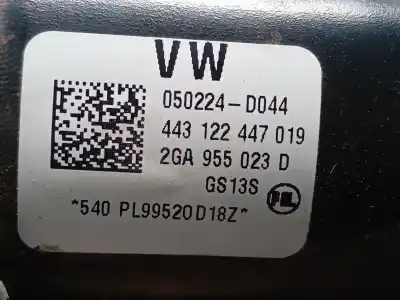 VW
050224-D044
443 122 447 019
2GA 955 023 D
GS13S
*540 PL99520D18Z*